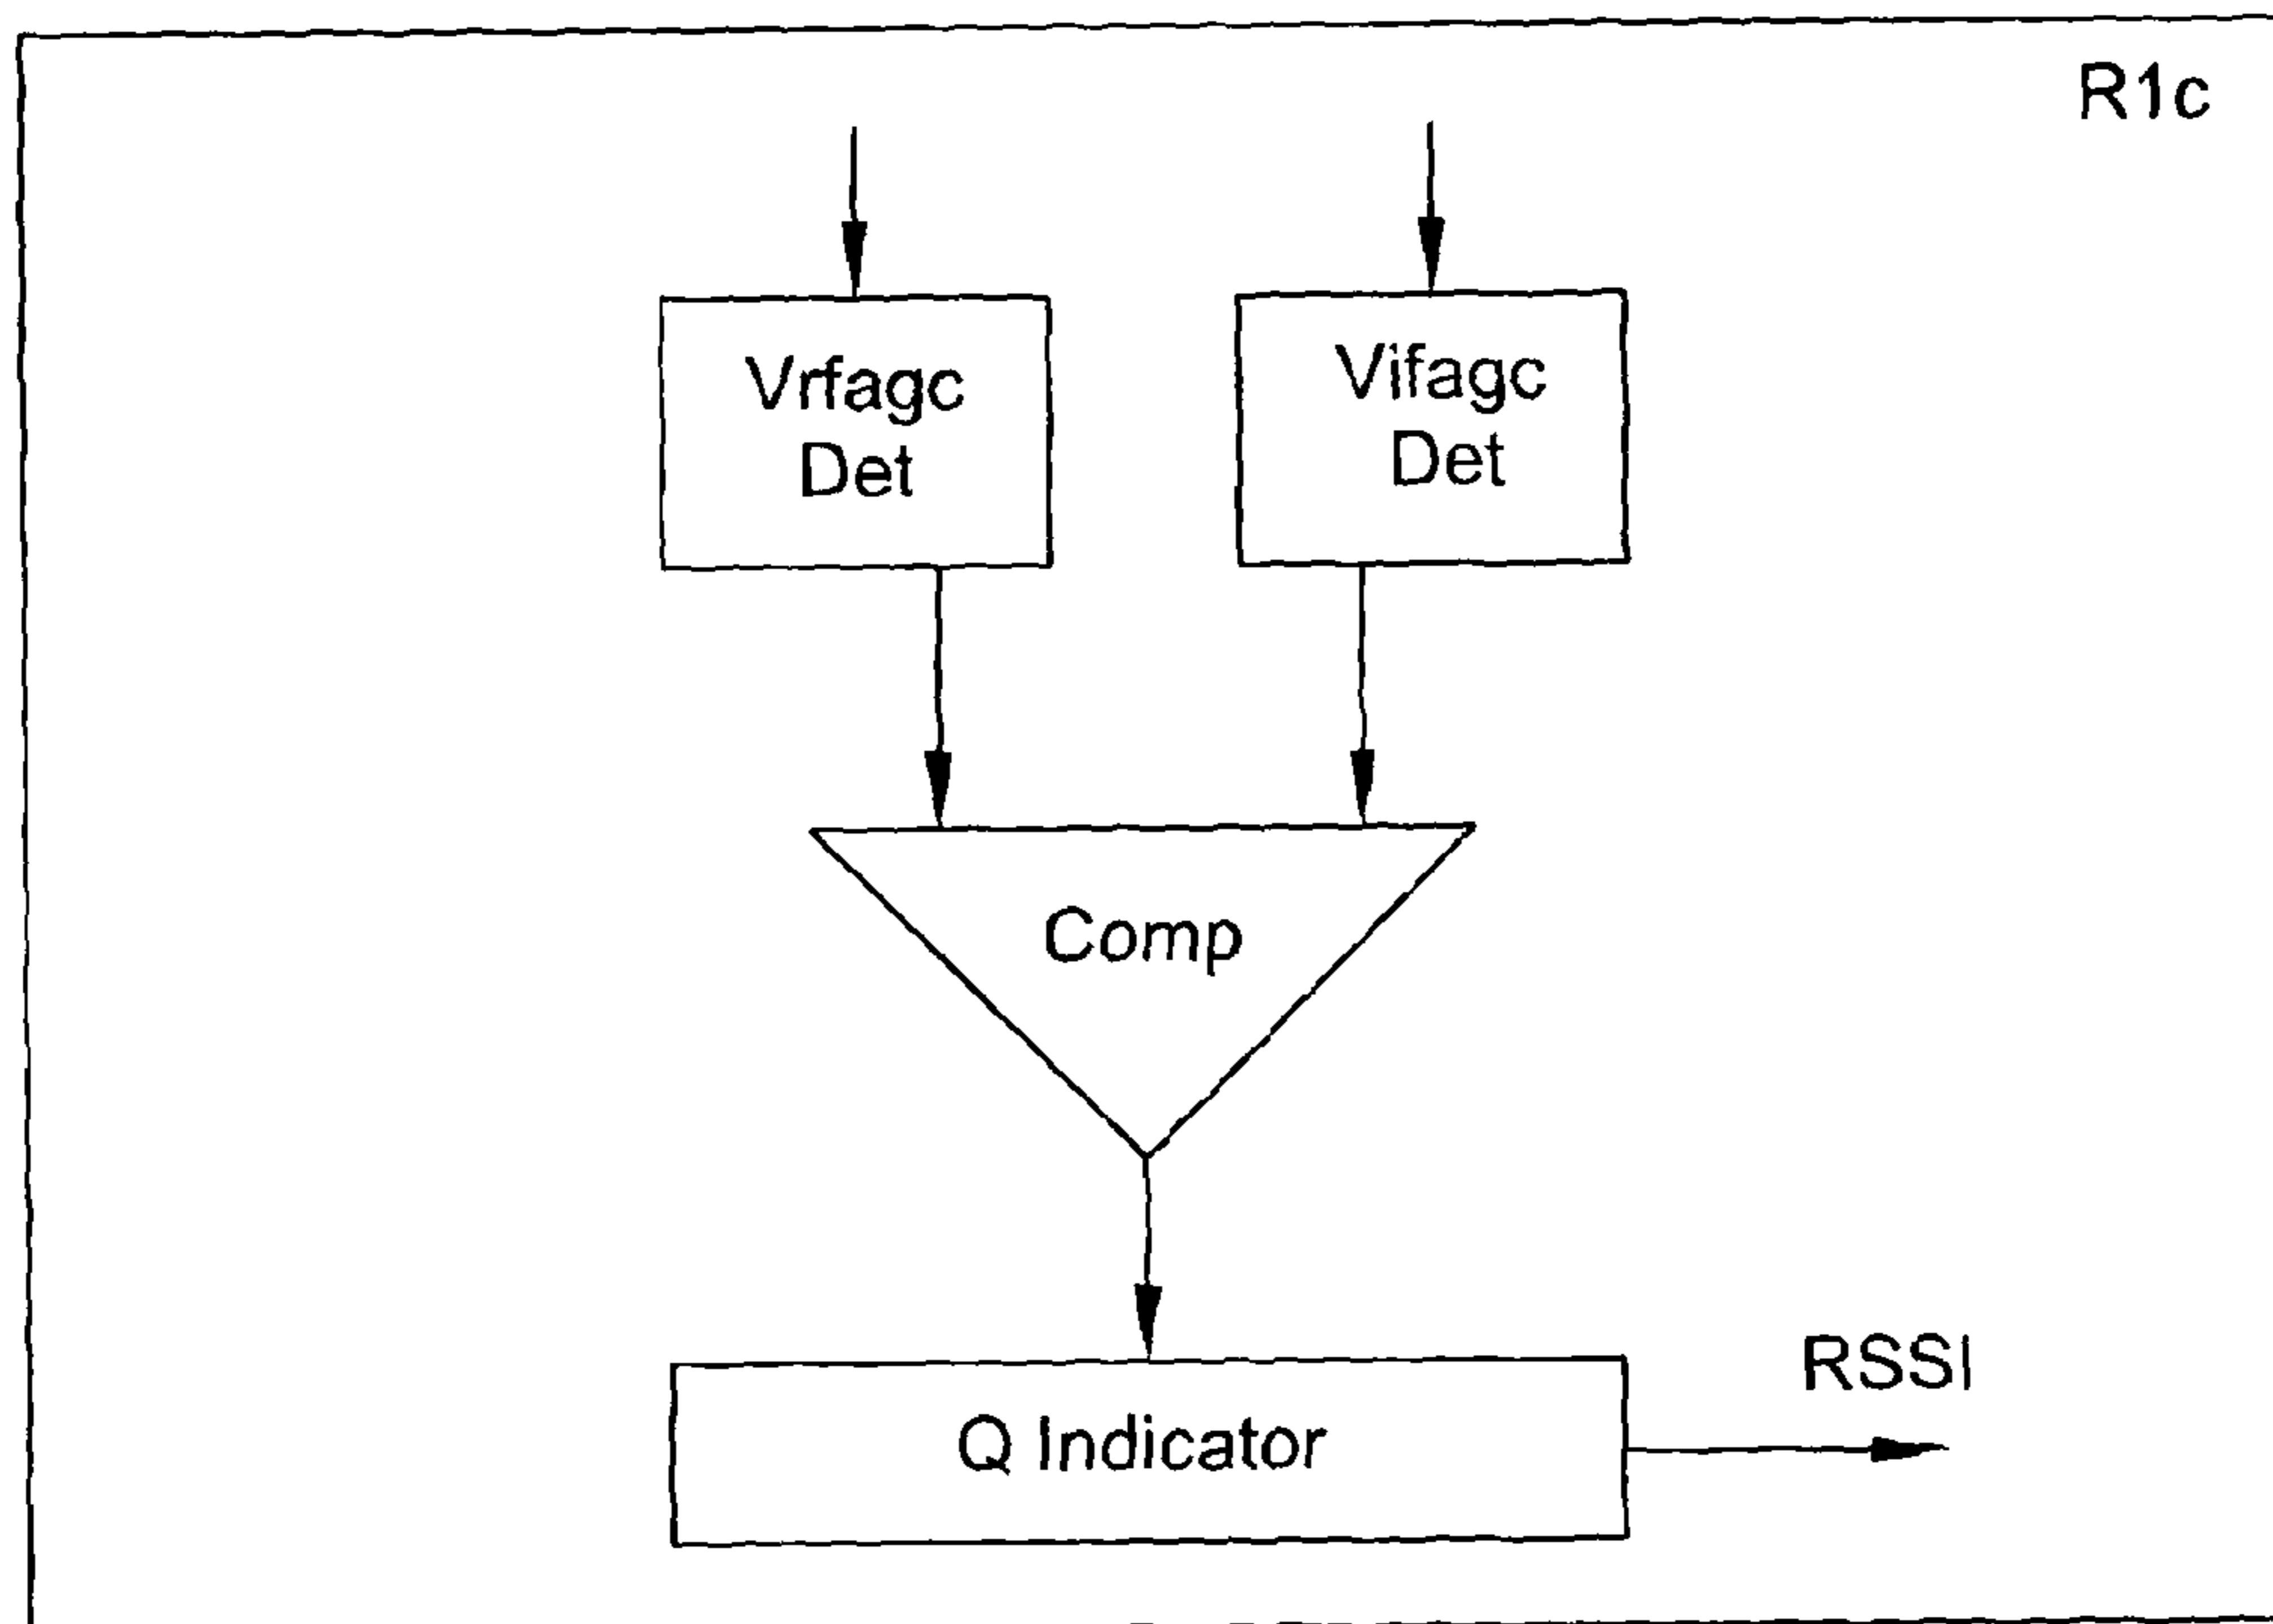 R1c
Vrfagc
Det
Vifagc
Det
Comp
RSSI
Q Indicator